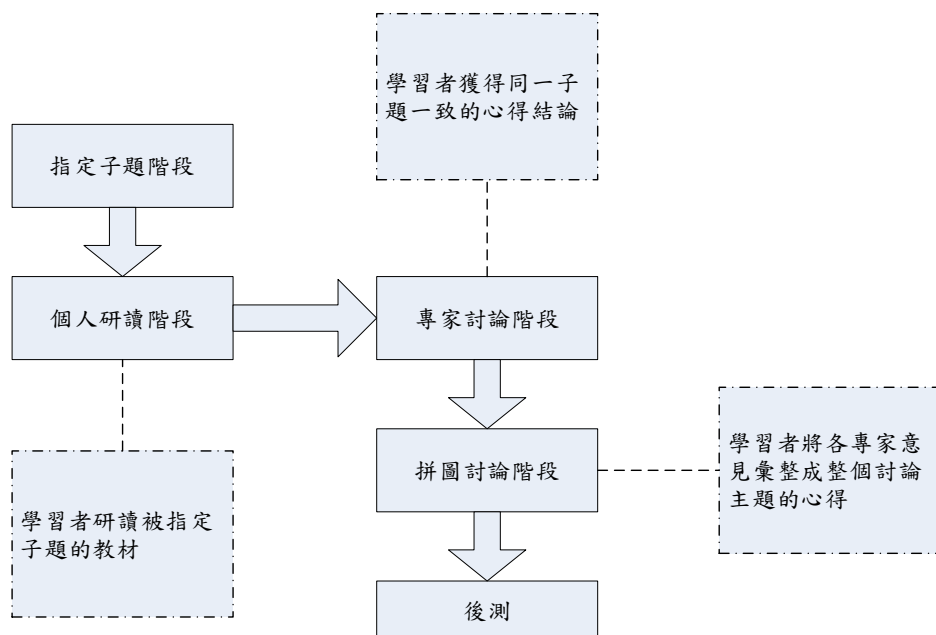 學習者獲得同一子
題一致的心得結論
指定子題階段
個人研讀階段
專家討論階段
拼圖討論階段
學習者將各專家意
見彙整成整個討論
主題的心得
學習者研讀被指定
子題的教材
後測